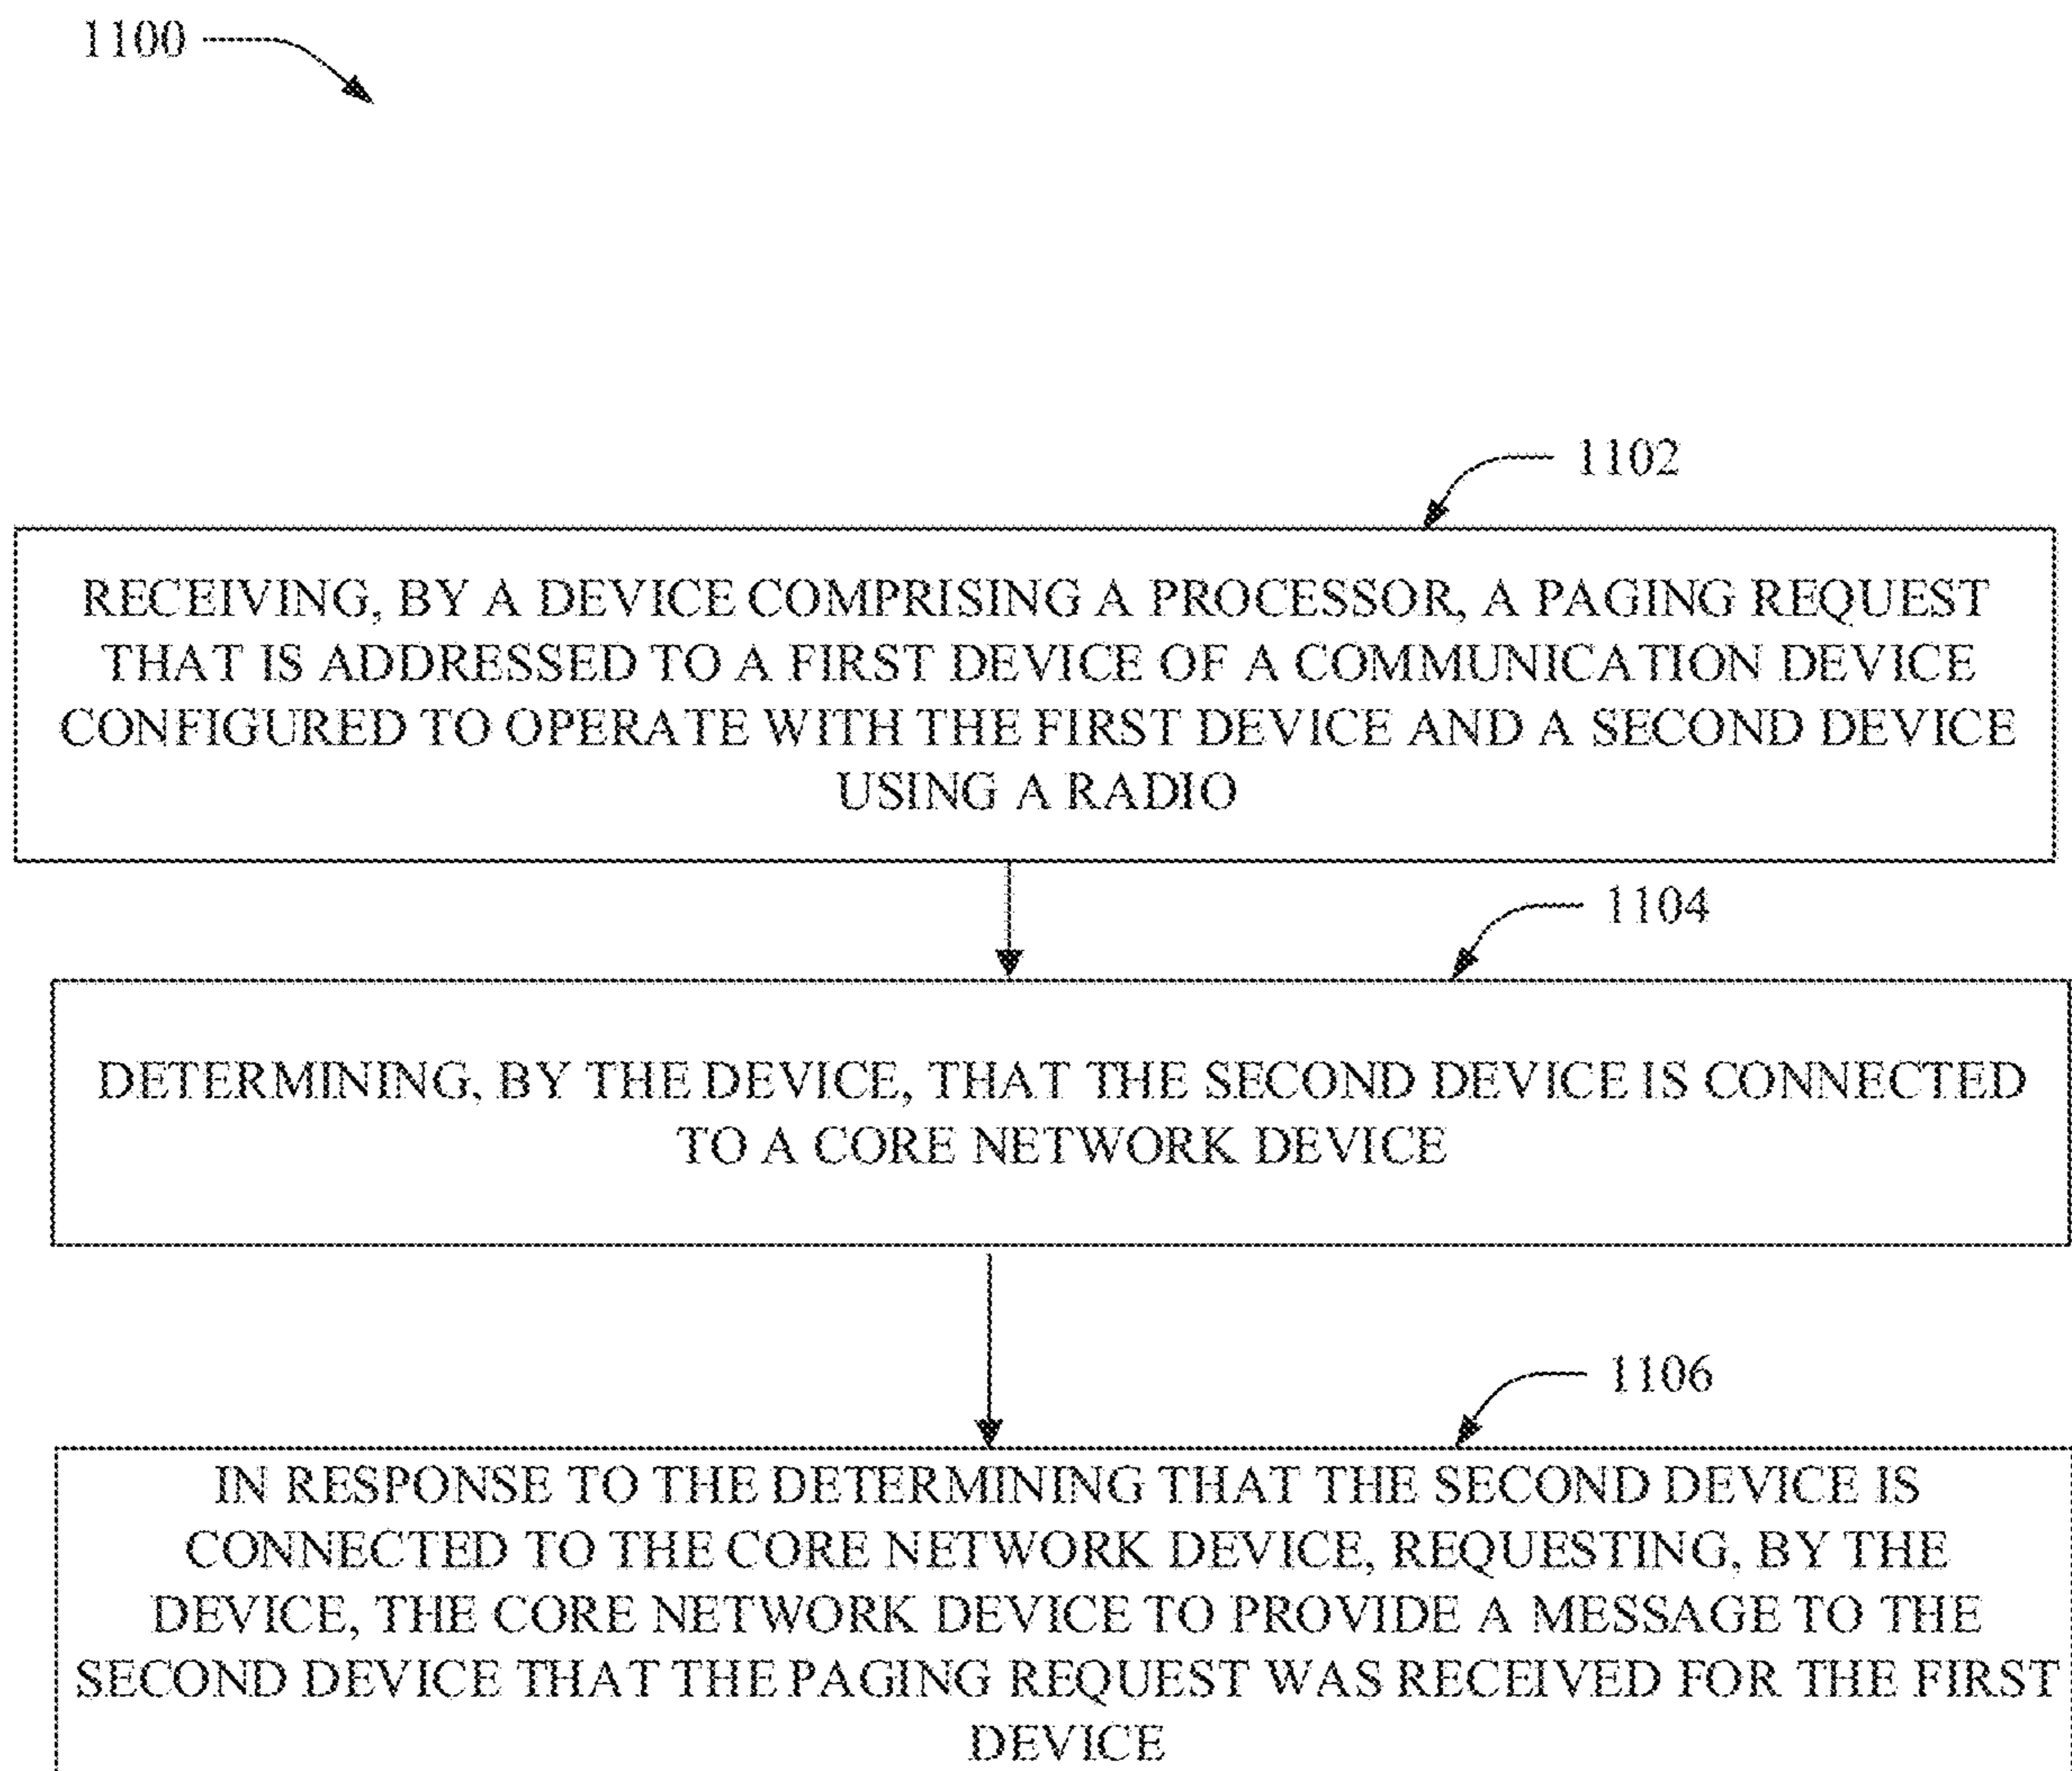 1100
1102
RECEIVING, BY A DEVICE COMPRISING A PROCESSOR, A PAGING REQUEST
THAT IS ADDRESSED TO A FIRST DEVICE OF A COMMUNICATION DEVICE
CONFIGURED TO OPERATE WITH THE FIRST DEVICE AND A SECOND DEVICE
USING A RADIO
1104
DETERMINING, BY THE DEVICE, THAT THE SECOND DEVICE IS CONNECTED
TO A CORE NETWORK DEVICE
1106
IN RESPONSE TO THE DETERMINING THAT THE SECOND DEVICE IS
CONNECTED TO THE CORE NETWORK DEVICE, REQUESTING, BY THE
DEVICE, THE CORE NETWORK DEVICE TO PROVIDE A MESSAGE TO THE
SECOND DEVICE THAT THE PAGING REQUEST WAS RECEIVED FOR THE FIRST
DEVICE